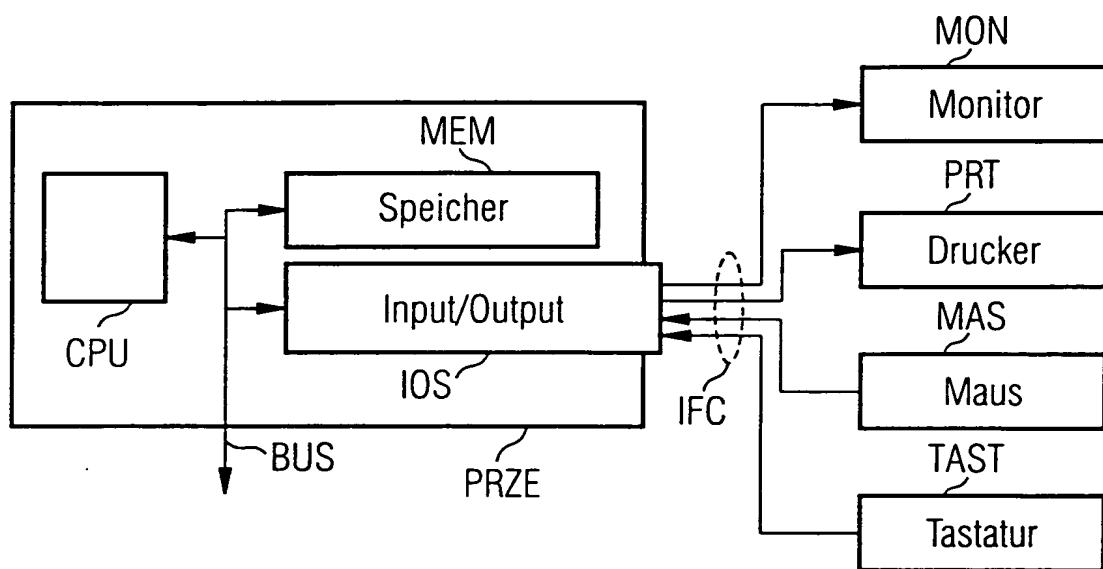 MON
Monitor
MEM
Speicher
PRT
Drucker
Input/Output
CPU
IOS
IFC
MAS
Maus
BUS
PRZE
TAST
Tastatur